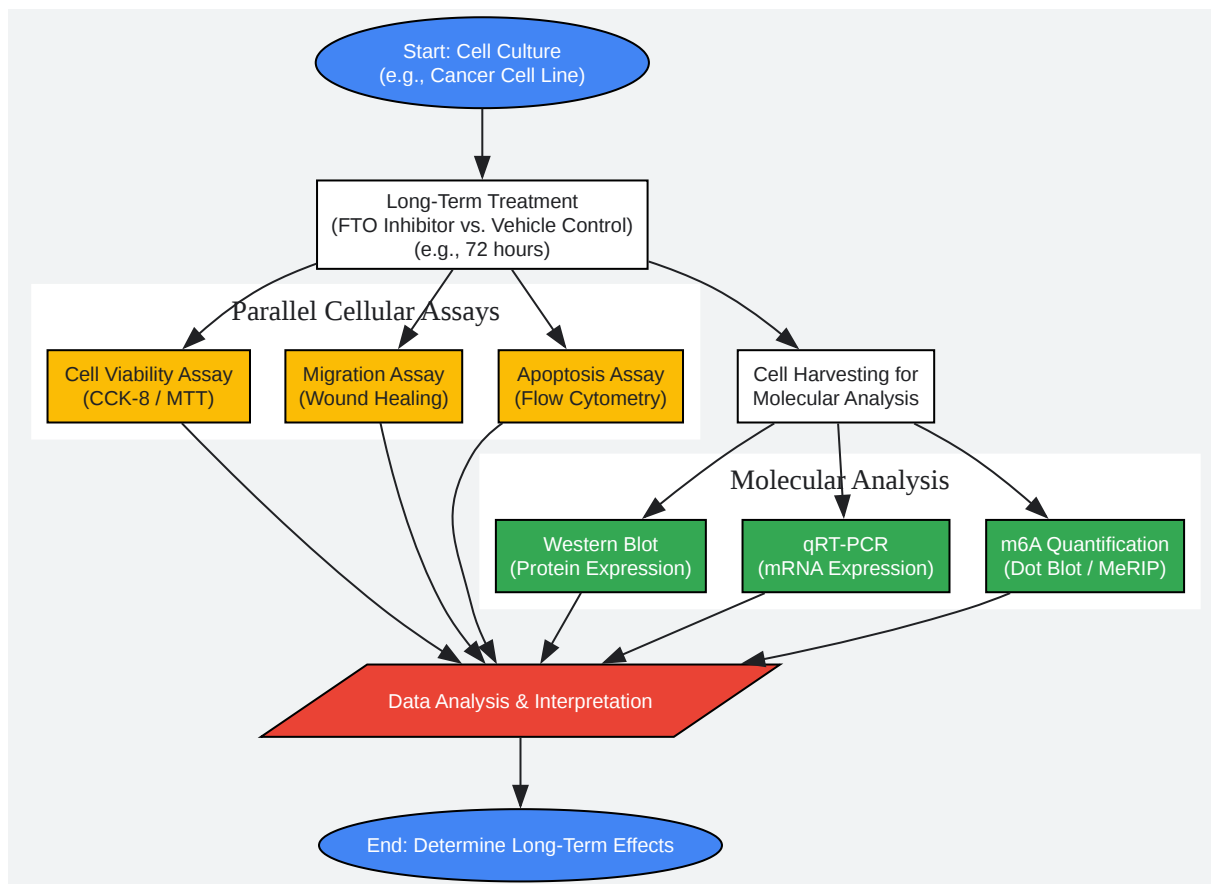 Start: Cell Culture
(e.g., Cancer Cell Line)
Long-Term Treatment
(FTO Inhibitor vs. Vehicle Control)
(e.g., 72 hours)
Parallel Cellular Assays
Cell Viability Assay
(CCK-8 / MTT)
Migration Assay
(Wound Healing)
Apoptosis Assay
(Flow Cytometry)
Cell Harvesting for
Molecular Analysis
Molecular Analysis
Western Blot
(Protein Expression)
qRT-PCR
(mRNA Expression)
m6A Quantification
(Dot Blot / MeRIP)
Data Analysis & Interpretation
End: Determine Long-Term Effects